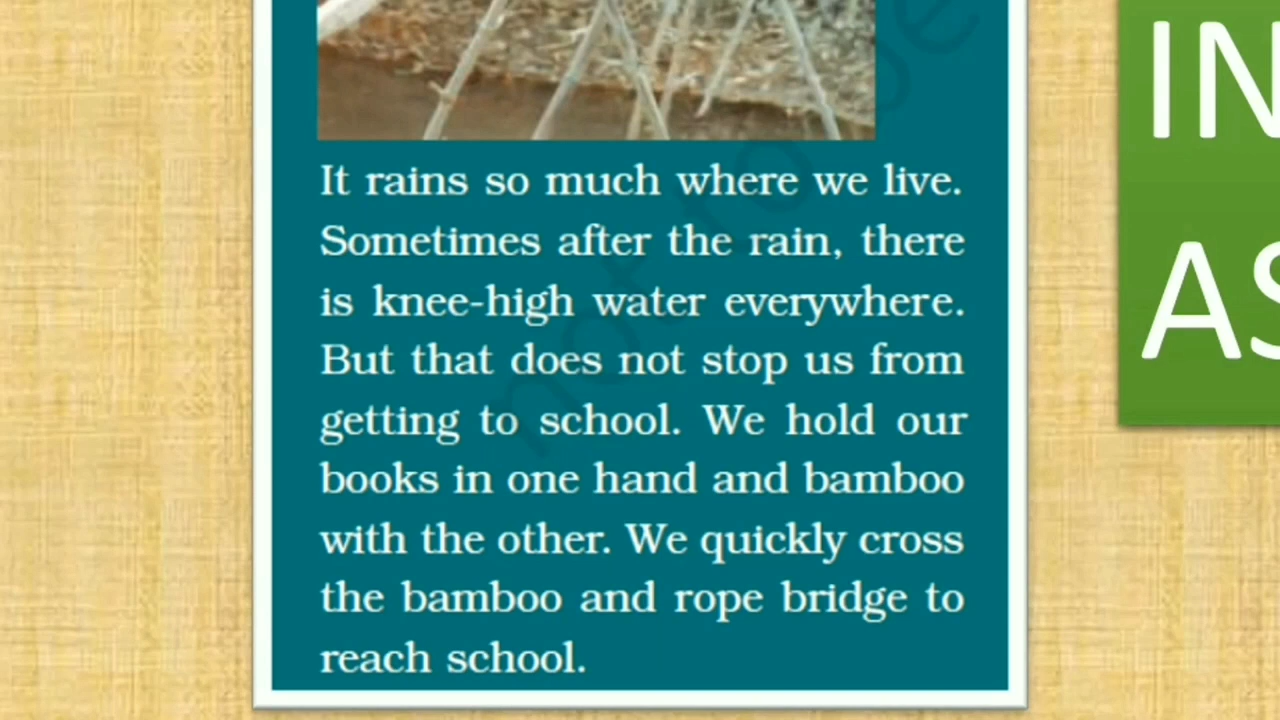 It rains so much where we live.
Sometimes after the rain, there
is knee-high water everywhere.
But that does not stop us from
getting to school. We hold our
books in one hand and bamboo
with the other. We quickly cross
the bamboo and rope bridge to
reach school.
IN
AS